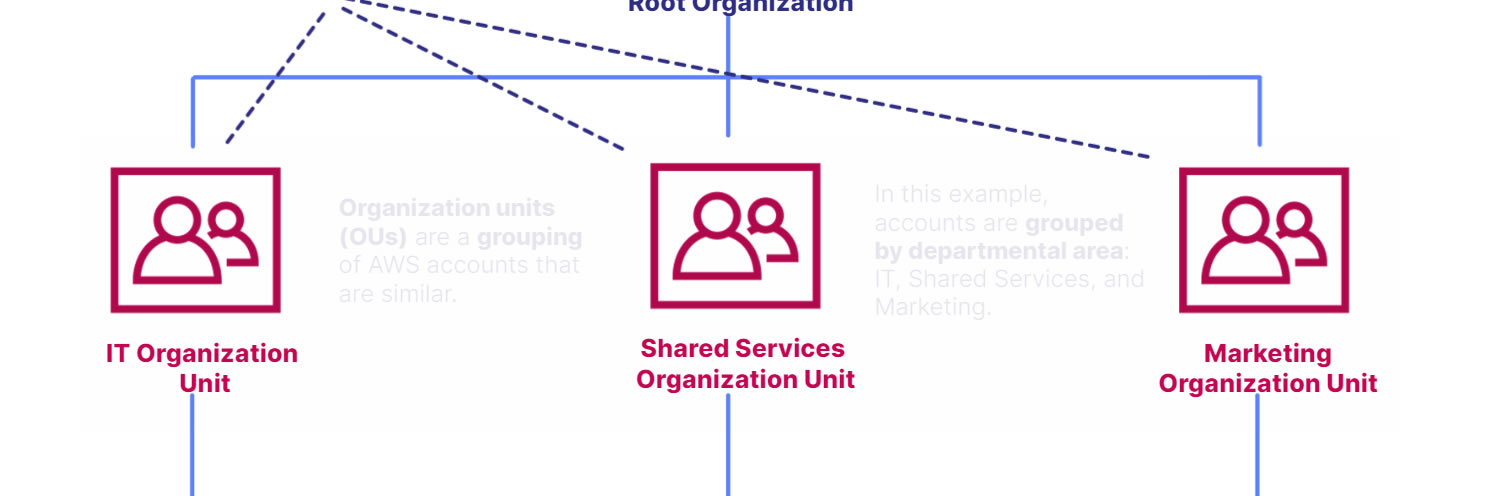 Root Organization
Organization units
(OUs) are a grouping
of AWS accounts that
are similar.
In this example,
accounts are grouped
by departmental area:
IT, Shared Services, and
Marketing.
IT Organization
Unit
Shared Services
Organization Unit
Marketing
Organization Unit